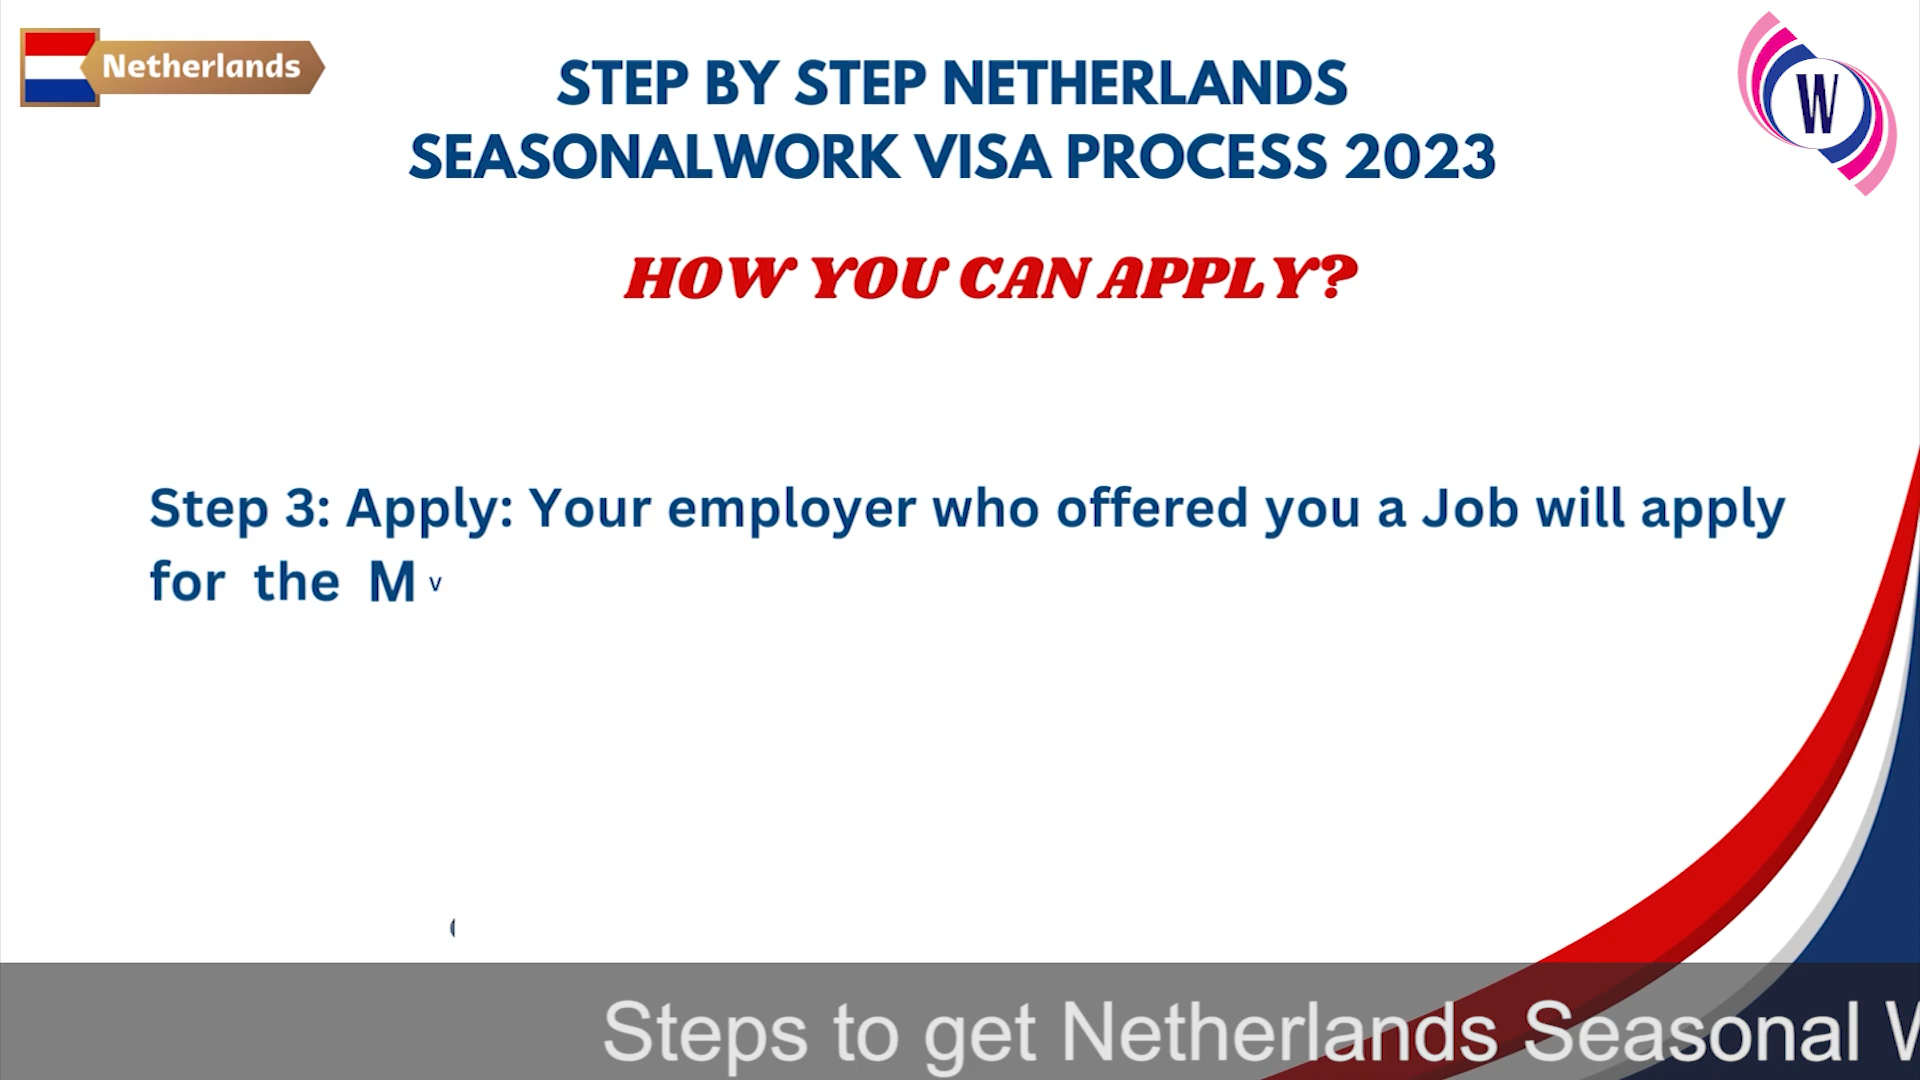 Netherlands
STEP BY STEP NETHERLANDS
SEASONALWORK VISA PROCESS 2023
W
HOW YOU CAN APPLY?
Step 3: Apply: Your employer who offered you a Job will apply
for the M v
Steps to get Netherlands Seasonal